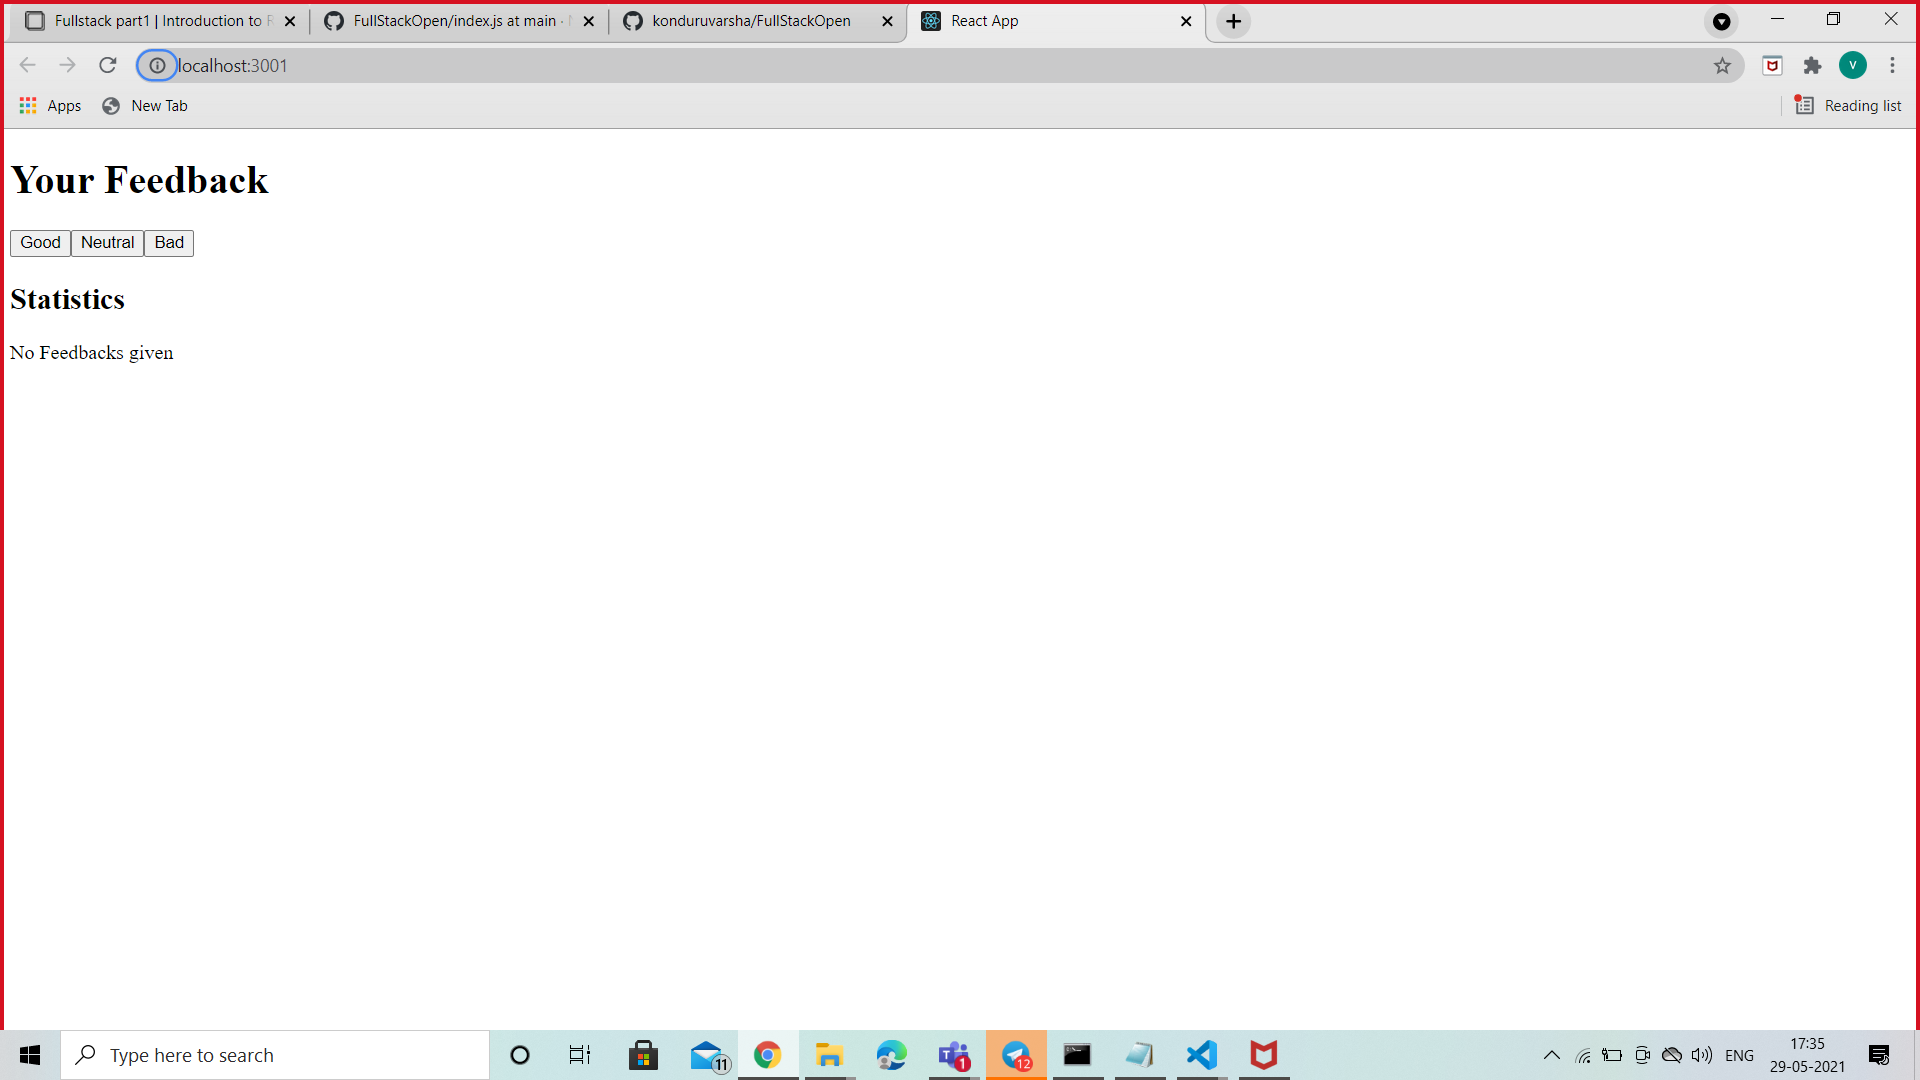 Fullstack part1 | Introduction to R
FullStackOpen/index.js at main ·
konduruvarsha/FullStackOpen
React App
localhost:3001
V
Apps
New Tab
Reading list
Your Feedback
Good Neutral Bad
Statistics
No Feedbacks given
Type here to search
11
T
1
12
ENG
17:35
29-05-2021